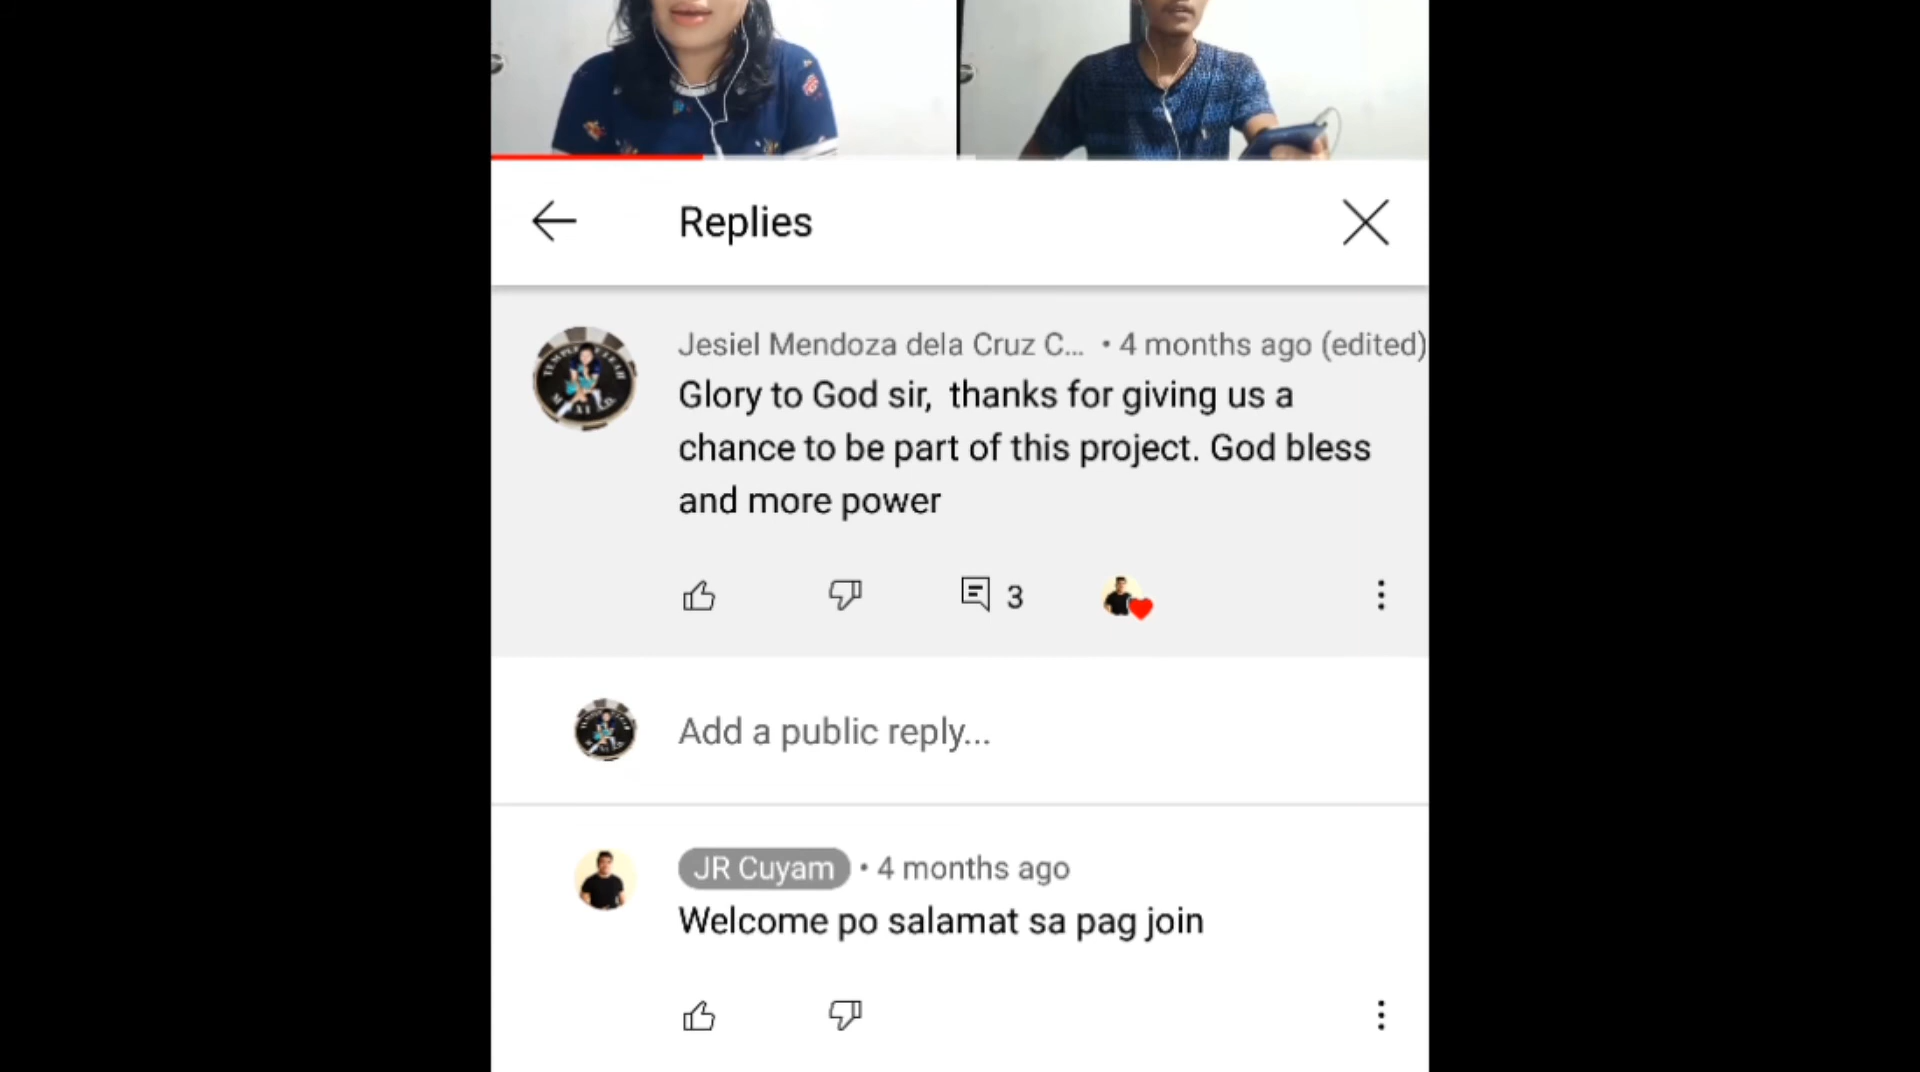 Replies
Jesiel Mendoza dela Cruz C... • 4 months ago (edited)
Glory to God sir, thanks for giving us a
chance to be part of this project. God bless
and more power
3
Add a public reply...
JR Cuyam • 4 months ago
Welcome po salamat sa pag join